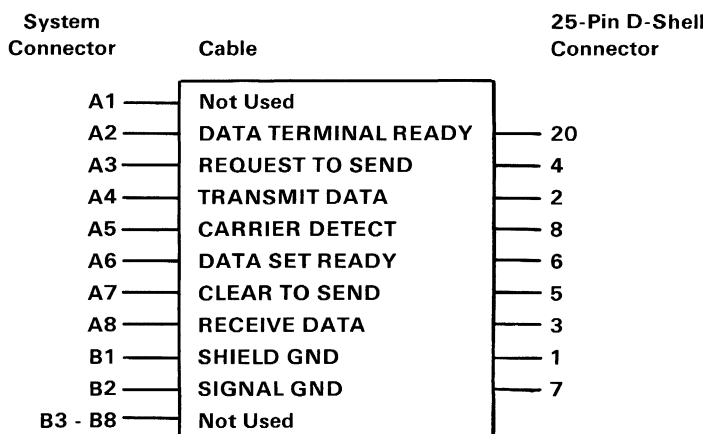 System Connector Cable 25-Pin D-Shell Connector
A1 Not Used
A2 DATA TERMINAL READY 20
A3 REQUEST TO SEND 4
A4 TRANSMIT DATA 2
A5 CARRIER DETECT 8
A6 DATA SET READY 6
A7 CLEAR TO SEND 5
A8 RECEIVE DATA 3
B1 SHIELD GND 1
B2 SIGNAL GND 7
B3 - B8 Not Used